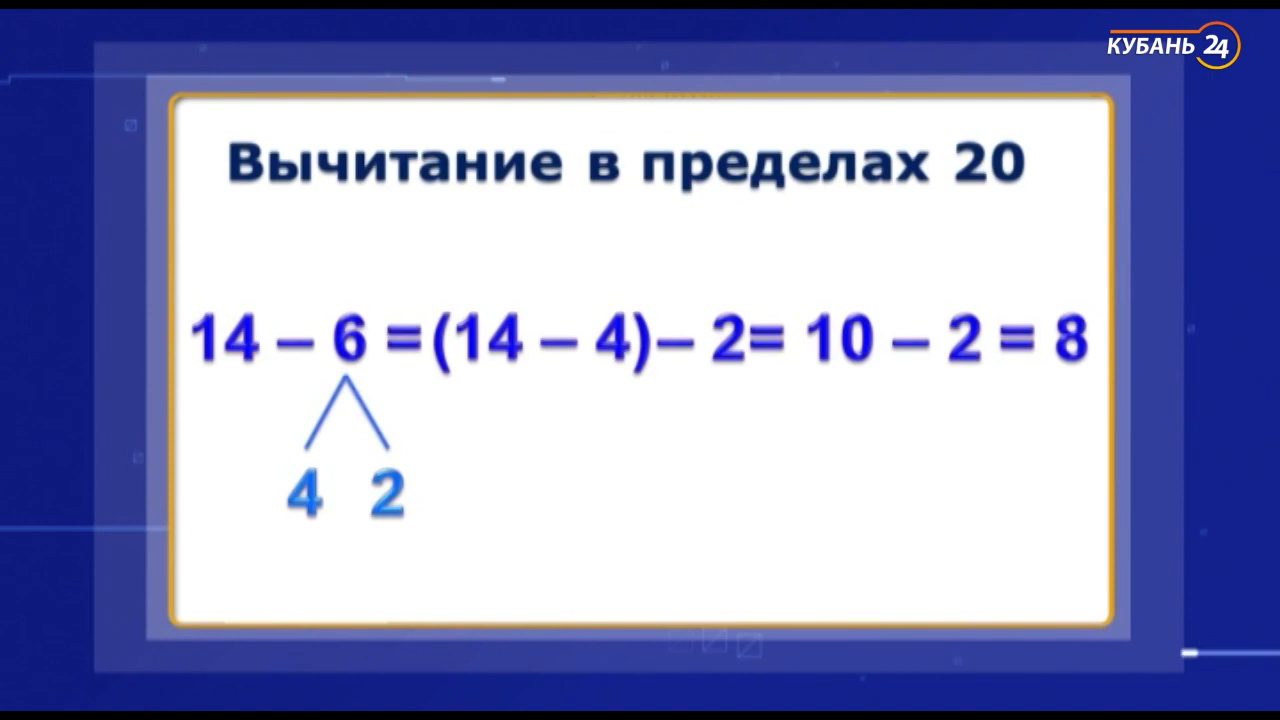 КУБАНЬ 24
Вычитание в пределах 20
14 – 6 = (14 – 4) – 2 = 10 – 2 = 8
4 2